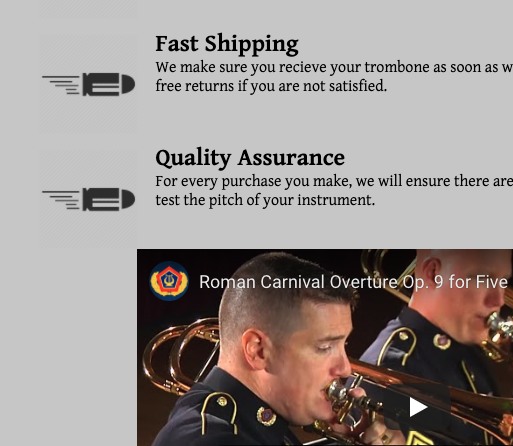 Fast Shipping
We make sure you recieve your trombone as soon as w
free returns if you are not satisfied.
Quality Assurance
For every purchase you make, we will ensure there are
test the pitch of your instrument.
Roman Carnival Overture Op. 9 for Five